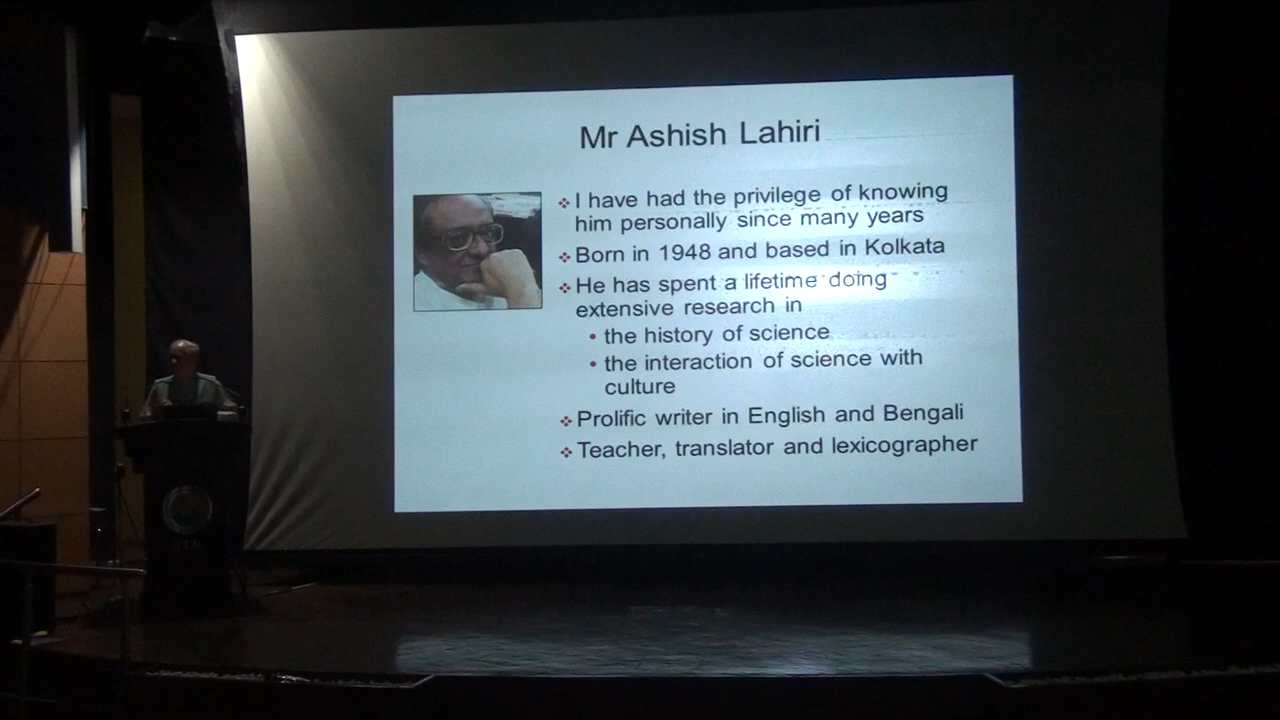 Mr Ashish Lahiri
I have had the privilege of knowing
him personally since many years
Born in 1948 and based in Kolkata
He has spent a lifetime doing
extensive research in
the history of science
the interaction of science with
culture
Prolific writer in English and Bengali
Teacher, translator and lexicographer